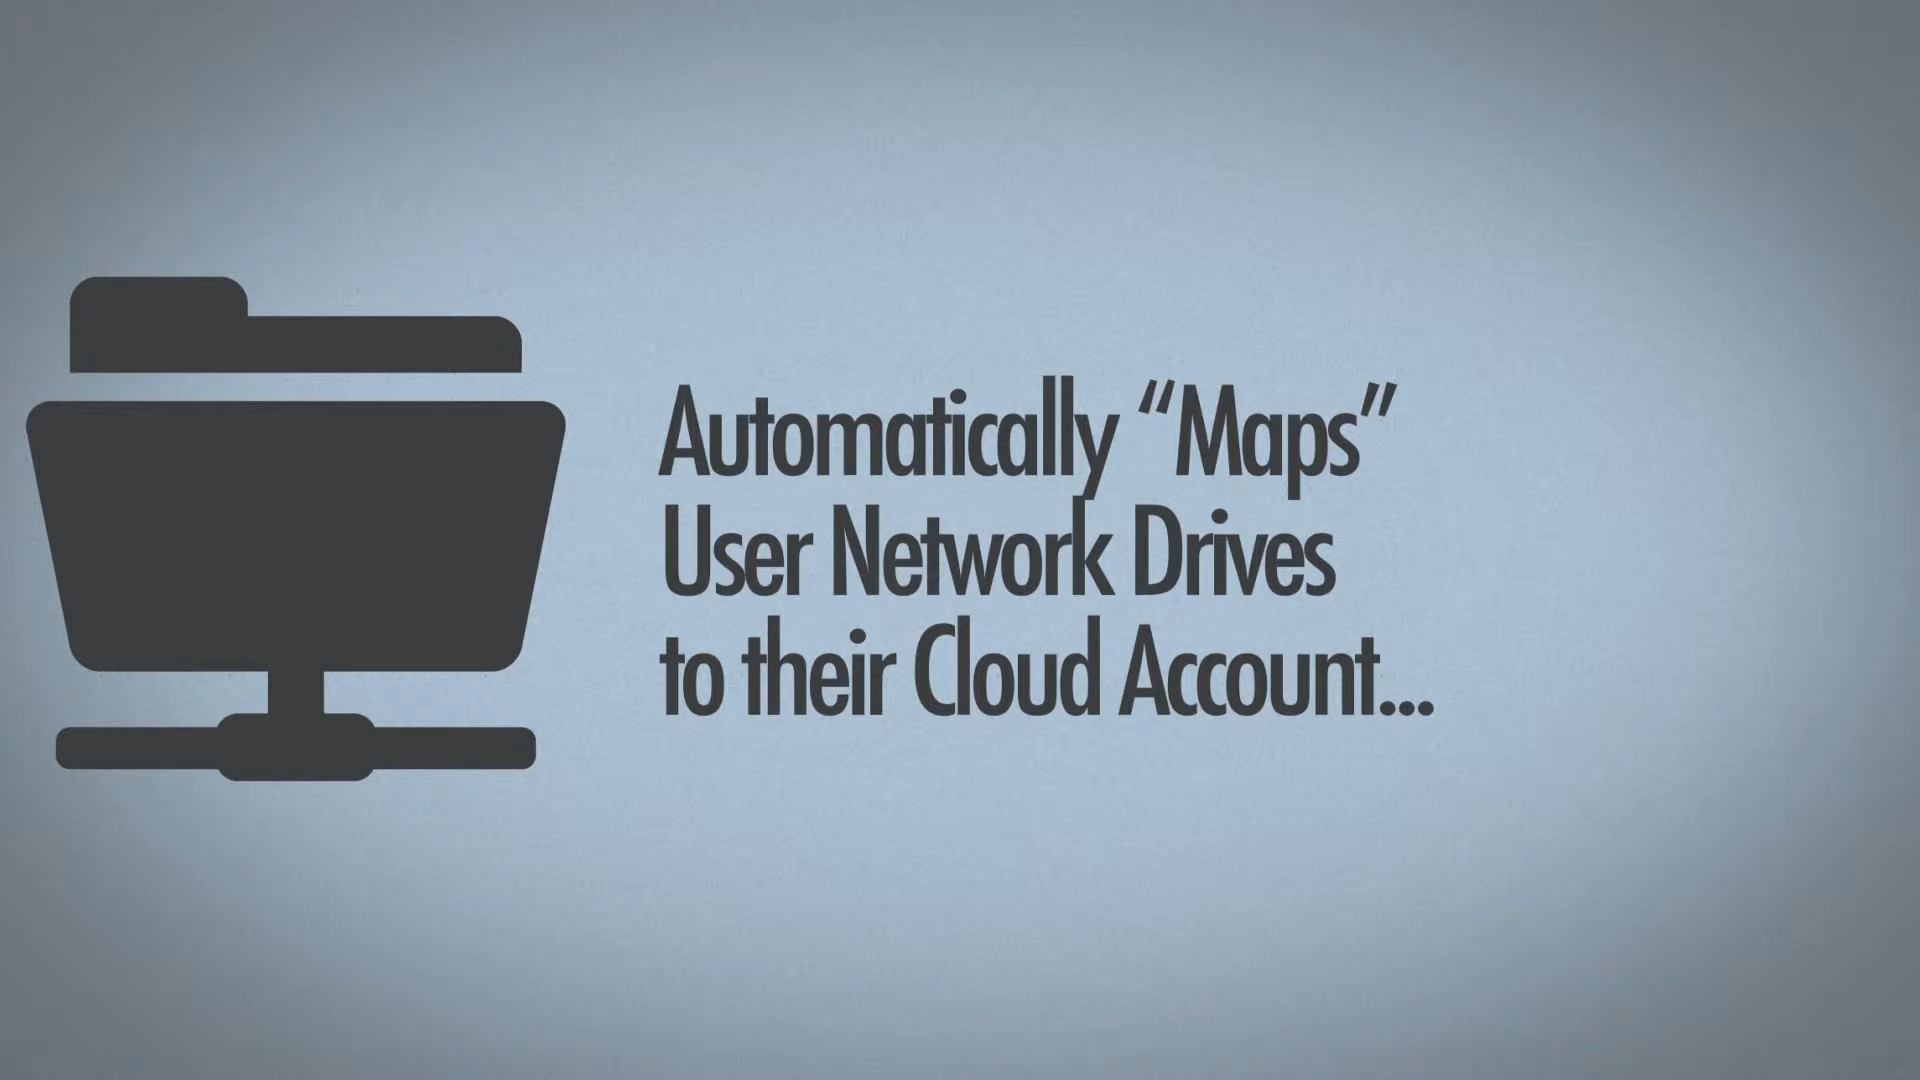 Automatically “Maps”
User Network Drives
to their Cloud Account...